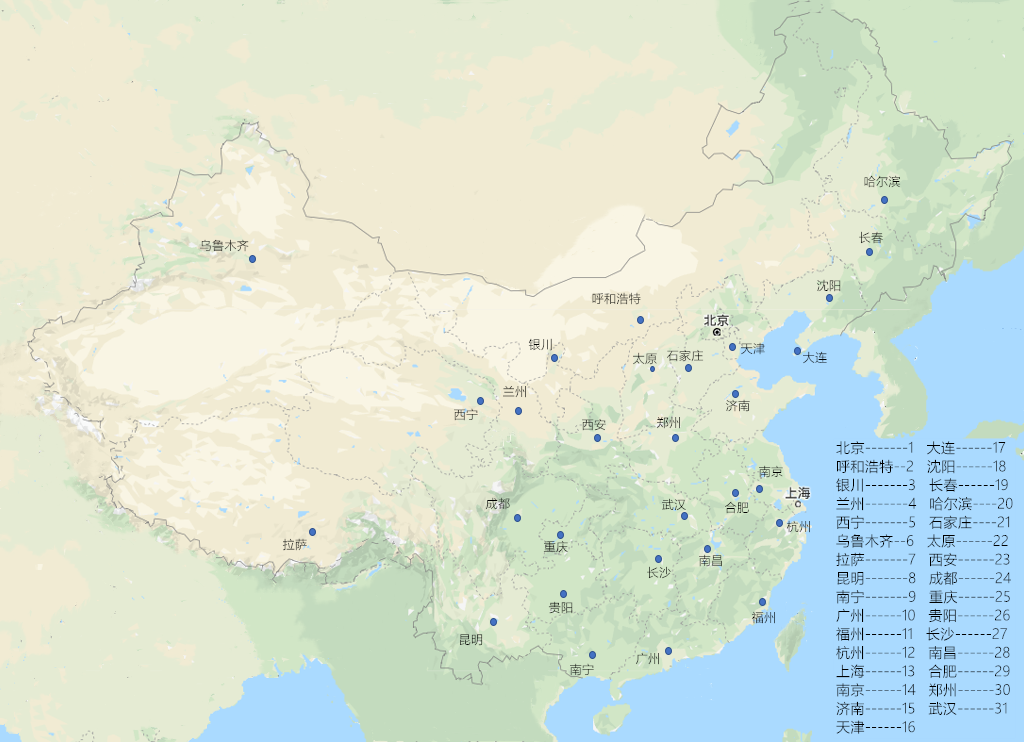 哈尔滨
长春
乌鲁木齐
沈阳
呼和浩特
北京
银川
天津
太原
石家庄
大连
兰州
西宁
济南
西安
郑州
南京
上海
成都
武汉
合肥
杭州
重庆
拉萨
南昌
长沙
贵阳
福州
昆明
广州
南宁
北京-------1 大连------17
呼和浩特--2 沈阳------18
银川-------3 长春------19
兰州-------4 哈尔滨----20
西宁-------5 石家庄----21
乌鲁木齐--6 太原------22
拉萨-------7 西安------23
昆明-------8 成都------24
南宁-------9 重庆------25
广州------10 贵阳------26
福州------11 长沙------27
杭州------12 南昌------28
上海------13 合肥------29
南京------14 郑州------30
济南------15 武汉------31
天津------16